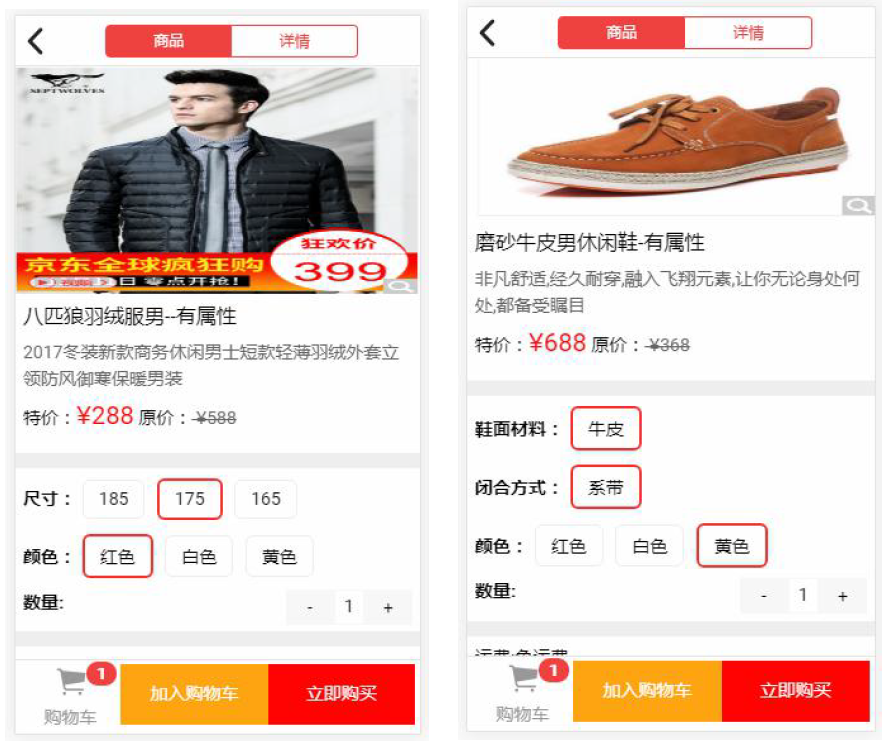 商品
详情
SEPTWOLVES
狂欢价
京东全球疯狂购
399
日 零点开抢!
八匹狼羽绒服男--有属性
2017冬装新款商务休闲男士短款轻薄羽绒外套立
领防风御寒保暖男装
特价:¥288 原价:¥588
尺寸: 185 175 165
颜色: 红色 白色 黄色
数量: - 1 +
1
购物车
加入购物车
立即购买
商品
详情
磨砂牛皮男休闲鞋-有属性
非凡舒适,经久耐穿,融入飞翔元素,让你无论身处何
处,都备受瞩目
特价:¥688 原价:¥368
鞋面材料: 牛皮
闭合方式: 系带
颜色: 红色 白色 黄色
数量: - 1 +
运费:免运费
1
购物车
加入购物车
立即购买